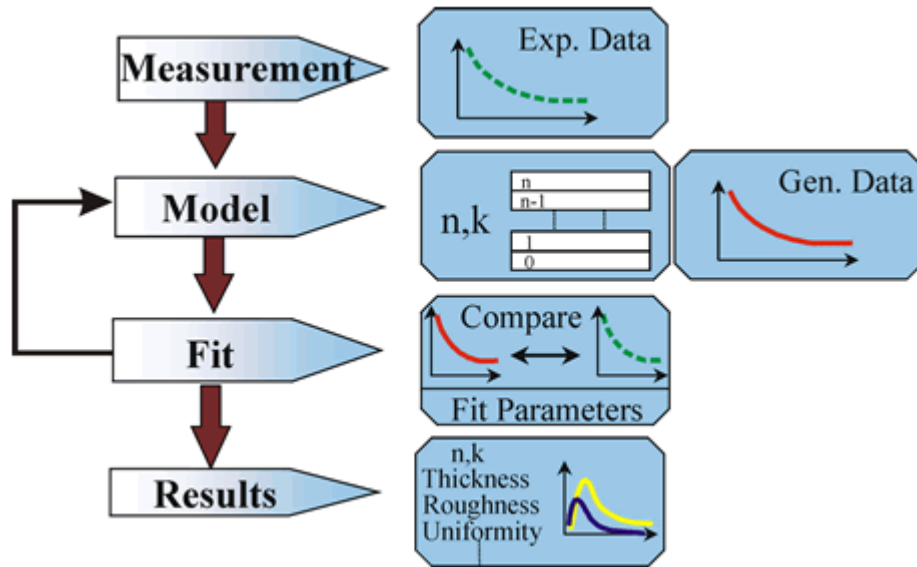 Measurement
Exp. Data
Model
n,k
n
n-1
1
0
Gen. Data
Fit
Compare
Fit Parameters
Results
n,k
Thickness
Roughness
Uniformity